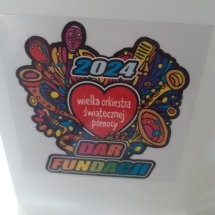 2024
wielka orkiestra
świątecznej
pomocy
DAR
FUNDACJI